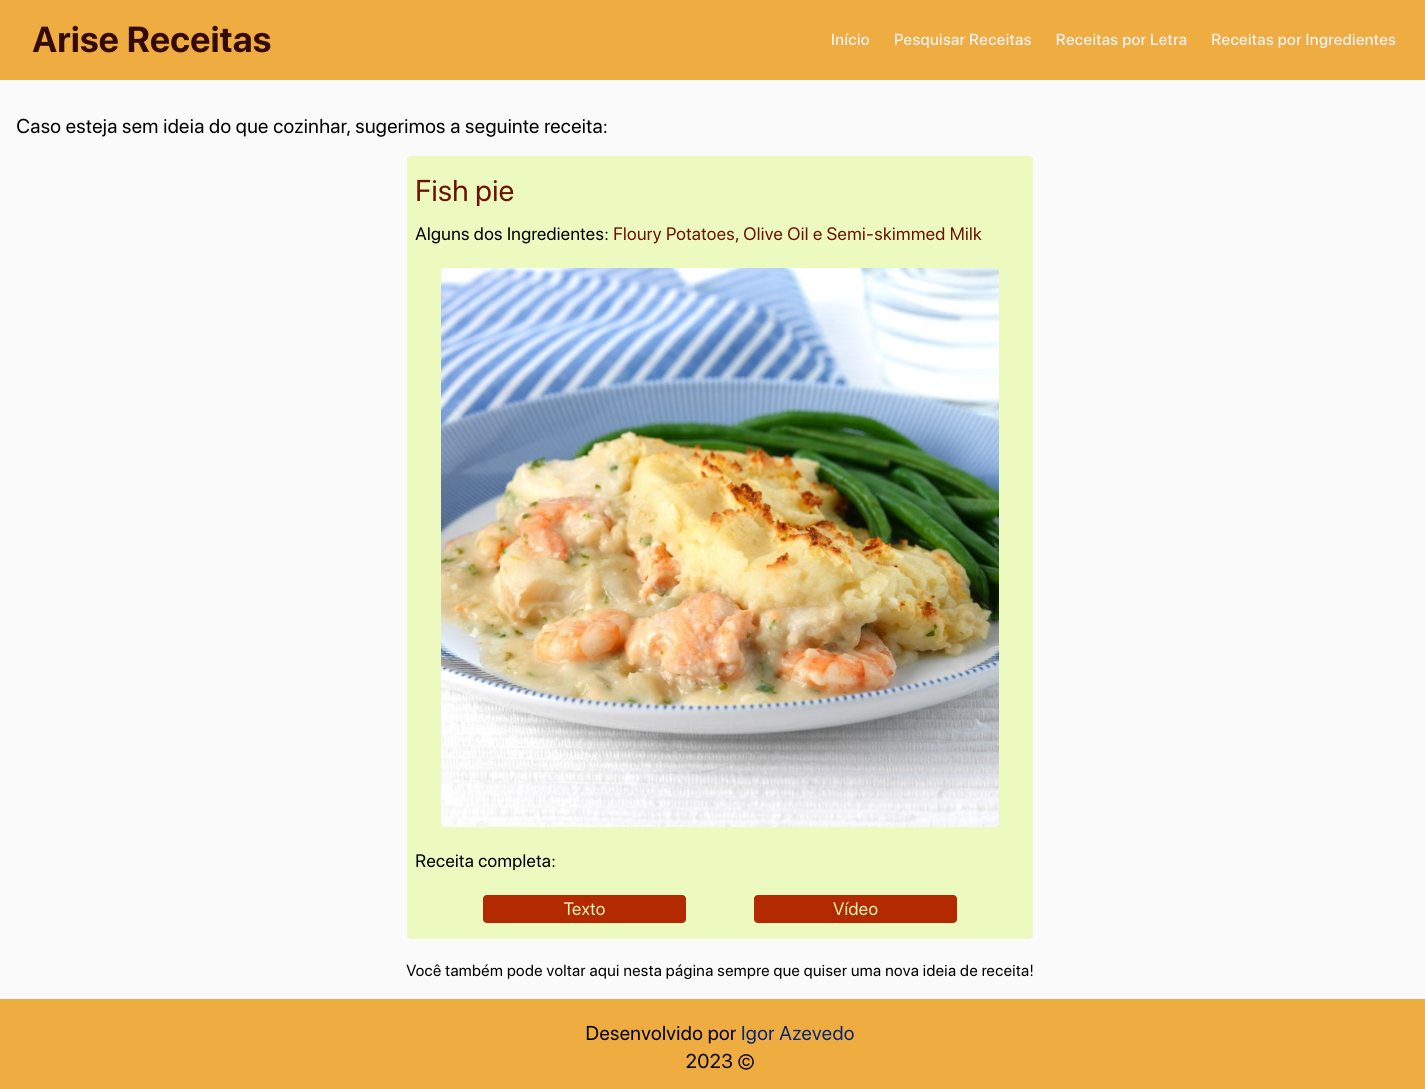 Arise Receitas
Início Pesquisar Receitas Receitas por Letra Receitas por Ingredientes
Caso esteja sem ideia do que cozinhar, sugerimos a seguinte receita:
Fish pie
Alguns dos Ingredientes: Floury Potatoes, Olive Oil e Semi-skimmed Milk
Receita completa:
Texto Vídeo
Você também pode voltar aqui nesta página sempre que quiser uma nova ideia de receita!
Desenvolvido por Igor Azevedo
2023 ©